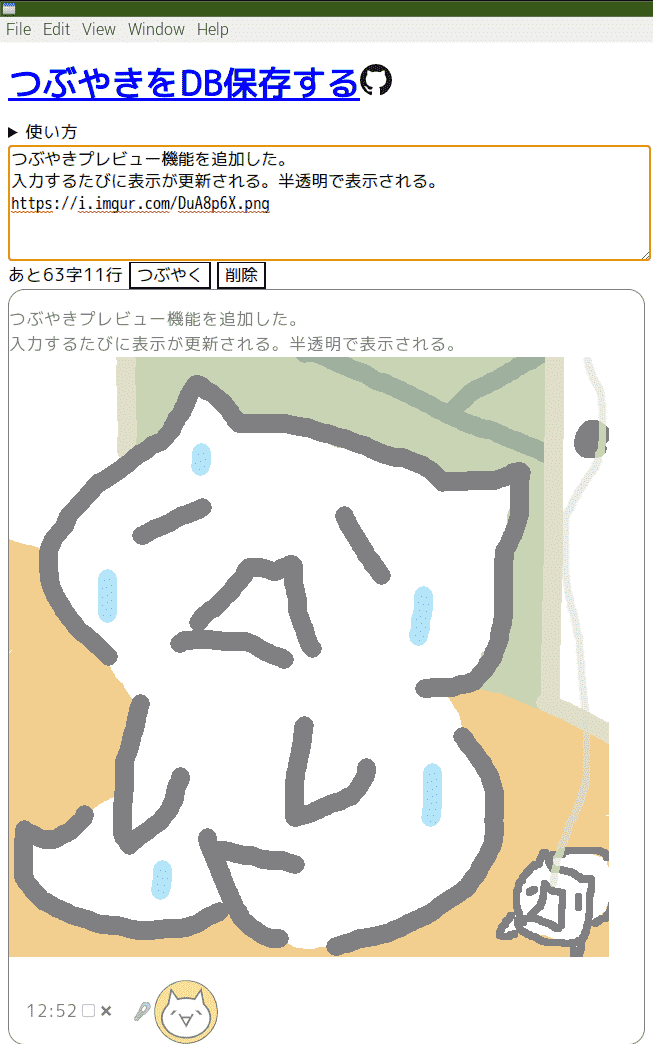 File Edit View Window Help
つぶやきをDB保存する
▶ 使い方
つぶやきプレビュー機能を追加した。
入力するたびに表示が更新される。半透明で表示される。
https://i.imgur.com/DuA8p6X.png
あと63字11行 つぶやく 削除
つぶやきプレビュー機能を追加した。
入力するたびに表示が更新される。半透明で表示される。
12:52